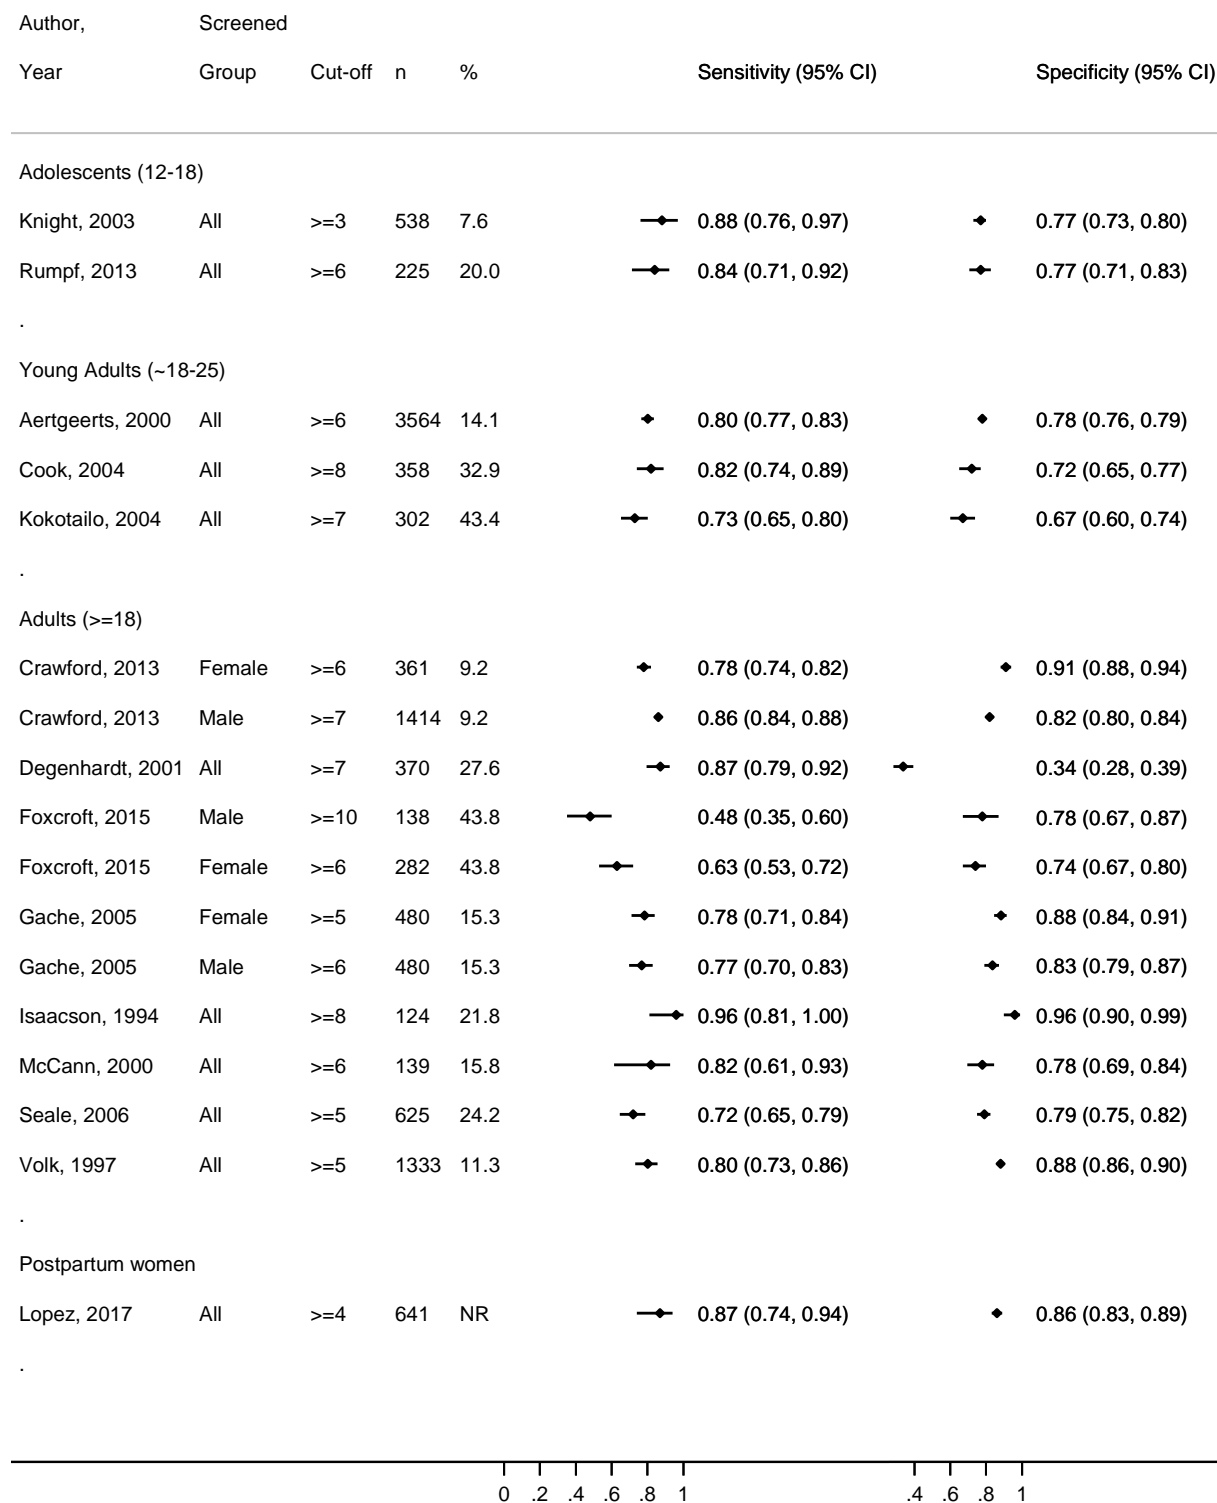 Author, Screened
Year Group Cut-off n % Sensitivity (95% CI) Specificity (95% CI)
Adolescents (12-18)
Knight, 2003 All >=3 538 7.6 0.88 (0.76, 0.97) 0.77 (0.73, 0.80)
Rumpf, 2013 All >=6 225 20.0 0.84 (0.71, 0.92) 0.77 (0.71, 0.83)
.
Young Adults (~18-25)
Aertgeerts, 2000 All >=6 3564 14.1 0.80 (0.77, 0.83) 0.78 (0.76, 0.79)
Cook, 2004 All >=8 358 32.9 0.82 (0.74, 0.89) 0.72 (0.65, 0.77)
Kokotailo, 2004 All >=7 302 43.4 0.73 (0.65, 0.80) 0.67 (0.60, 0.74)
.
Adults (>=18)
Crawford, 2013 Female >=6 361 9.2 0.78 (0.74, 0.82) 0.91 (0.88, 0.94)
Crawford, 2013 Male >=7 1414 9.2 0.86 (0.84, 0.88) 0.82 (0.80, 0.84)
Degenhardt, 2001 All >=7 370 27.6 0.87 (0.79, 0.92) 0.34 (0.28, 0.39)
Foxcroft, 2015 Male >=10 138 43.8 0.48 (0.35, 0.60) 0.78 (0.67, 0.87)
Foxcroft, 2015 Female >=6 282 43.8 0.63 (0.53, 0.72) 0.74 (0.67, 0.80)
Gache, 2005 Female >=5 480 15.3 0.78 (0.71, 0.84) 0.88 (0.84, 0.91)
Gache, 2005 Male >=6 480 15.3 0.77 (0.70, 0.83) 0.83 (0.79, 0.87)
Isaacson, 1994 All >=8 124 21.8 0.96 (0.81, 1.00) 0.96 (0.90, 0.99)
McCann, 2000 All >=6 139 15.8 0.82 (0.61, 0.93) 0.78 (0.69, 0.84)
Seale, 2006 All >=5 625 24.2 0.72 (0.65, 0.79) 0.79 (0.75, 0.82)
Volk, 1997 All >=5 1333 11.3 0.80 (0.73, 0.86) 0.88 (0.86, 0.90)
.
Postpartum women
Lopez, 2017 All >=4 641 NR 0.87 (0.74, 0.94) 0.86 (0.83, 0.89)
.
0 .2 .4 .6 .8 1 .4 .6 .8 1